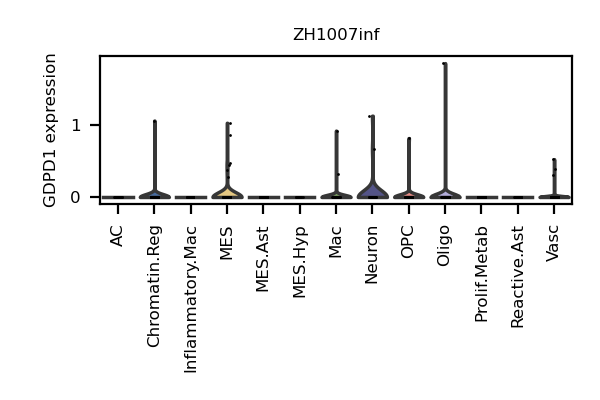 ZH1007inf
GDPD1 expression
1
0
AC
Chromatin.Reg
Inflammatory.Mac
MES
MES.Ast
MES.Hyp
Mac
Neuron
OPC
Oligo
Prolif.Metab
Reactive.Ast
Vasc